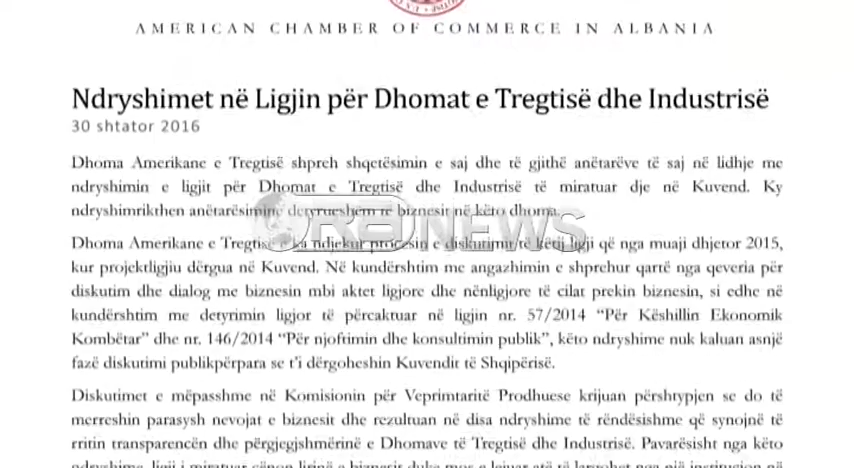 AMERICAN CHAMBER OF COMMERCE IN ALBANIA
Ndryshimet në Ligjin për Dhomat e Tregtisë dhe Industrisë
30 shtator 2016
Dhoma Amerikane e Tregtisë shpreh shqetësimin e saj dhe të gjithë anëtarëve të saj në lidhje me
ndryshimin e ligjit për Dhomat e Tregtisë dhe Industrisë të miratuar dje në Kuvend. Ky
ndryshimrikthen anëtarësimin e detyrueshëm të biznesit në këto dhoma.
ORA NEWS
Dhoma Amerikane e Tregtisë e ka ndjekur procesin e diskutimit të këtij ligji që nga muaji dhjetor 2015,
kur projektligjiu dërgua në Kuvend. Në kundërshtim me angazhimin e shprehur qartë nga qeveria për
diskutim dhe dialog me biznesin mbi aktet ligjore dhe nënligjore të cilat prekin biznesin, si edhe në
kundërshtim me detyrimin ligjor të përcaktuar në ligjin nr. 57/2014 “Për Këshillin Ekonomik
Kombëtar” dhe nr. 146/2014 “Për njoftrimin dhe konsultimin publik”, këto ndryshime nuk kaluan asnjë
fazë diskutimi publikpërpara se t’i dërgoheshin Kuvendit të Shqipërisë.
Diskutimet e mëpasshme në Komisionin për Veprimtaritë Prodhuese krijuan përshtypjen se do të
merreshin parasysh nevojat e biznesit dhe rezultuan në disa ndryshime të rëndësishme që synojnë të
rritin transparencën dhe përgjegjshmërinë e Dhomave të Tregtisë dhe Industrisë. Pavarësisht nga këto